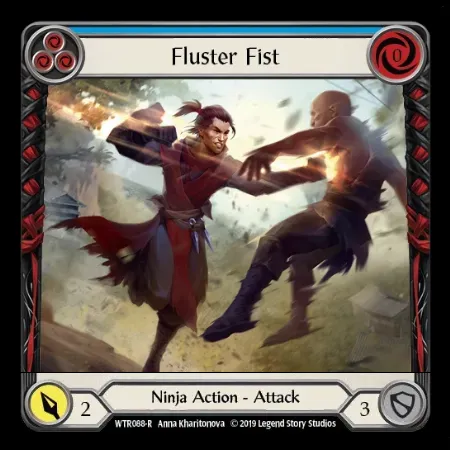 Fluster Fist
0
Ninja Action - Attack
2
3
WTR088-R Anna Kharitonova © 2019 Legend Story Studios